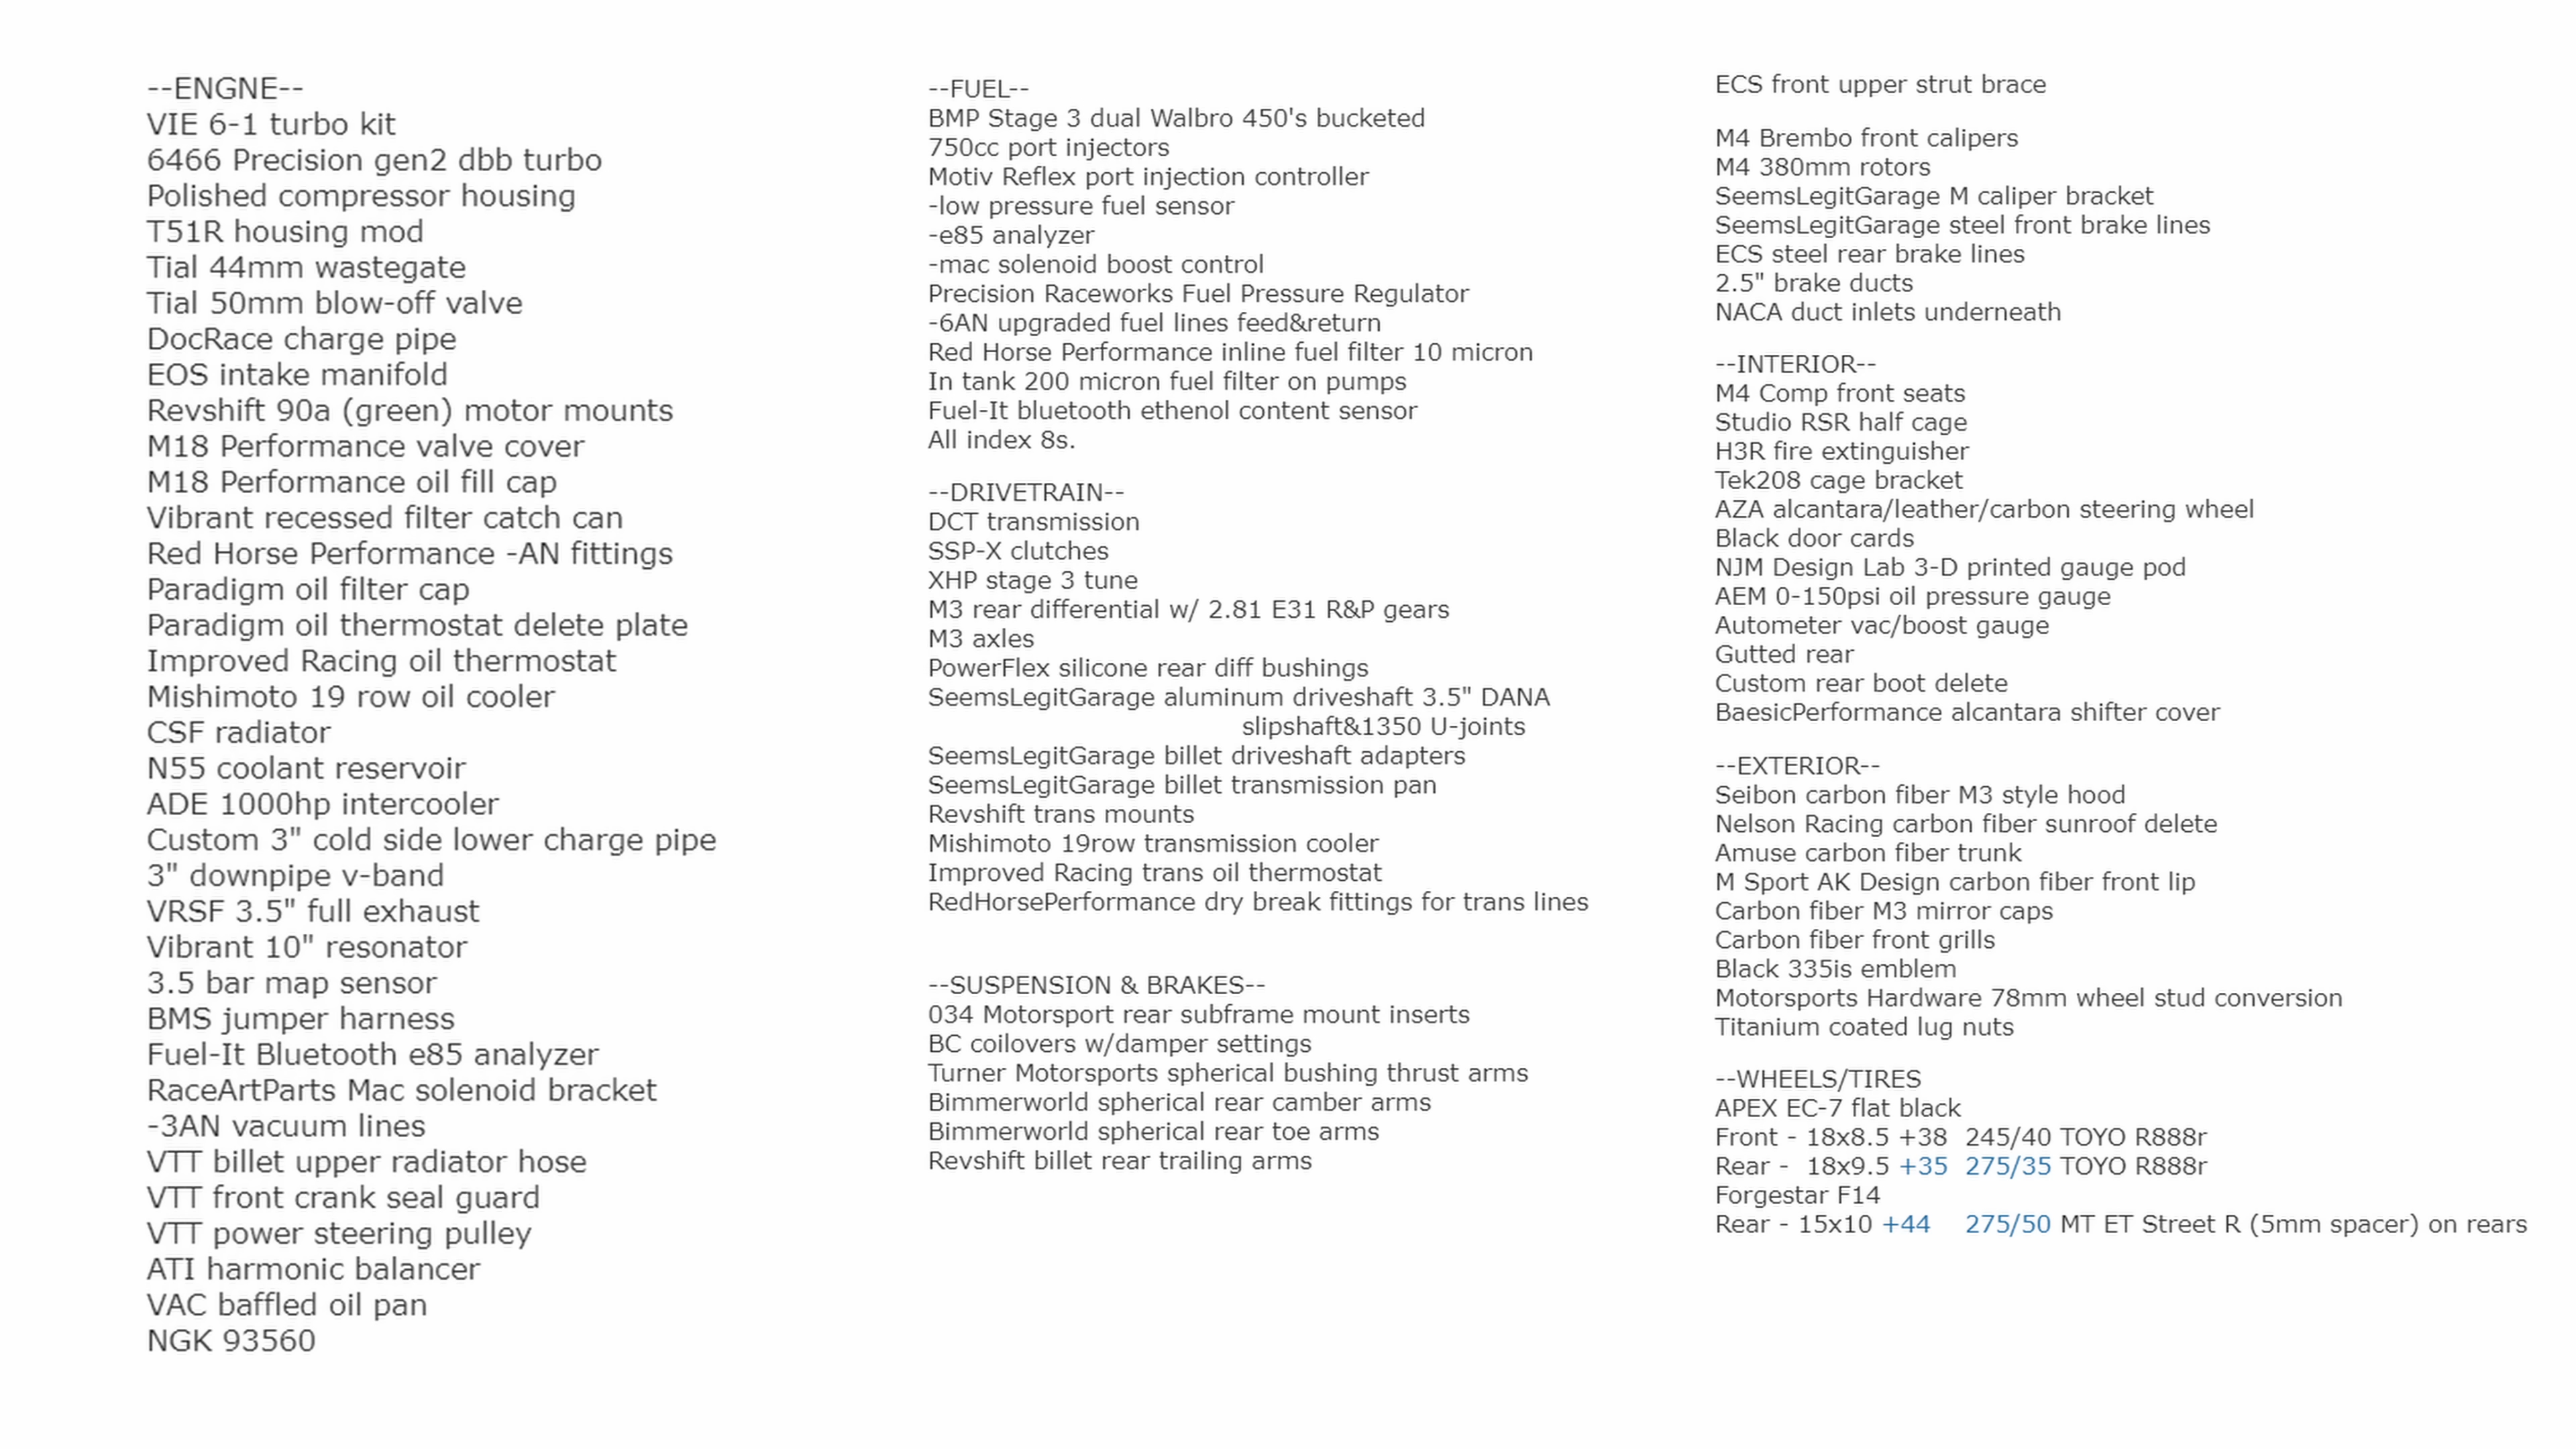 --ENGNE--
VIE 6-1 turbo kit
6466 Precision gen2 dbb turbo
Polished compressor housing
T51R housing mod
Tial 44mm wastegate
Tial 50mm blow-off valve
DocRace charge pipe
EOS intake manifold
Revshift 90a (green) motor mounts
M18 Performance valve cover
M18 Performance oil fill cap
Vibrant recessed filter catch can
Red Horse Performance -AN fittings
Paradigm oil filter cap
Paradigm oil thermostat delete plate
Improved Racing oil thermostat
Mishimoto 19 row oil cooler
CSF radiator
N55 coolant reservoir
ADE 1000hp intercooler
Custom 3" cold side lower charge pipe
3" downpipe v-band
VRSF 3.5" full exhaust
Vibrant 10" resonator
3.5 bar map sensor
BMS jumper harness
Fuel-It Bluetooth e85 analyzer
RaceArtParts Mac solenoid bracket
-3AN vacuum lines
VTT billet upper radiator hose
VTT front crank seal guard
VTT power steering pulley
ATI harmonic balancer
VAC baffled oil pan
NGK 93560
--FUEL--
BMP Stage 3 dual Walbro 450's bucketed
750cc port injectors
Motiv Reflex port injection controller
-low pressure fuel sensor
-e85 analyzer
-mac solenoid boost control
Precision Raceworks Fuel Pressure Regulator
-6AN upgraded fuel lines feed&return
Red Horse Performance inline fuel filter 10 micron
In tank 200 micron fuel filter on pumps
Fuel-It bluetooth ethenol content sensor
All index 8s.
--DRIVETRAIN--
DCT transmission
SSP-X clutches
XHP stage 3 tune
M3 rear differential w/ 2.81 E31 R&P gears
M3 axles
PowerFlex silicone rear diff bushings
SeemsLegitGarage aluminum driveshaft 3.5" DANA
slipshaft&1350 U-joints
SeemsLegitGarage billet driveshaft adapters
SeemsLegitGarage billet transmission pan
Revshift trans mounts
Mishimoto 19row transmission cooler
Improved Racing trans oil thermostat
RedHorsePerformance dry break fittings for trans lines
--SUSPENSION & BRAKES--
034 Motorsport rear subframe mount inserts
BC coilovers w/damper settings
Turner Motorsports spherical bushing thrust arms
Bimmerworld spherical rear camber arms
Bimmerworld spherical rear toe arms
Revshift billet rear trailing arms
ECS front upper strut brace
M4 Brembo front calipers
M4 380mm rotors
SeemsLegitGarage M caliper bracket
SeemsLegitGarage steel front brake lines
ECS steel rear brake lines
2.5" brake ducts
NACA duct inlets underneath
--INTERIOR--
M4 Comp front seats
Studio RSR half cage
H3R fire extinguisher
Tek208 cage bracket
AZA alcantara/leather/carbon steering wheel
Black door cards
NJM Design Lab 3-D printed gauge pod
AEM 0-150psi oil pressure gauge
Autometer vac/boost gauge
Gutted rear
Custom rear boot delete
BaesicPerformance alcantara shifter cover
--EXTERIOR--
Seibon carbon fiber M3 style hood
Nelson Racing carbon fiber sunroof delete
Amuse carbon fiber trunk
M Sport AK Design carbon fiber front lip
Carbon fiber M3 mirror caps
Carbon fiber front grills
Black 335is emblem
Motorsports Hardware 78mm wheel stud conversion
Titanium coated lug nuts
--WHEELS/TIRES
APEX EC-7 flat black
Front - 18x8.5 +38 245/40 TOYO R888r
Rear - 18x9.5 +35 275/35 TOYO R888r
Forgestar F14
Rear - 15x10 +44 275/50 MT ET Street R (5mm spacer) on rears